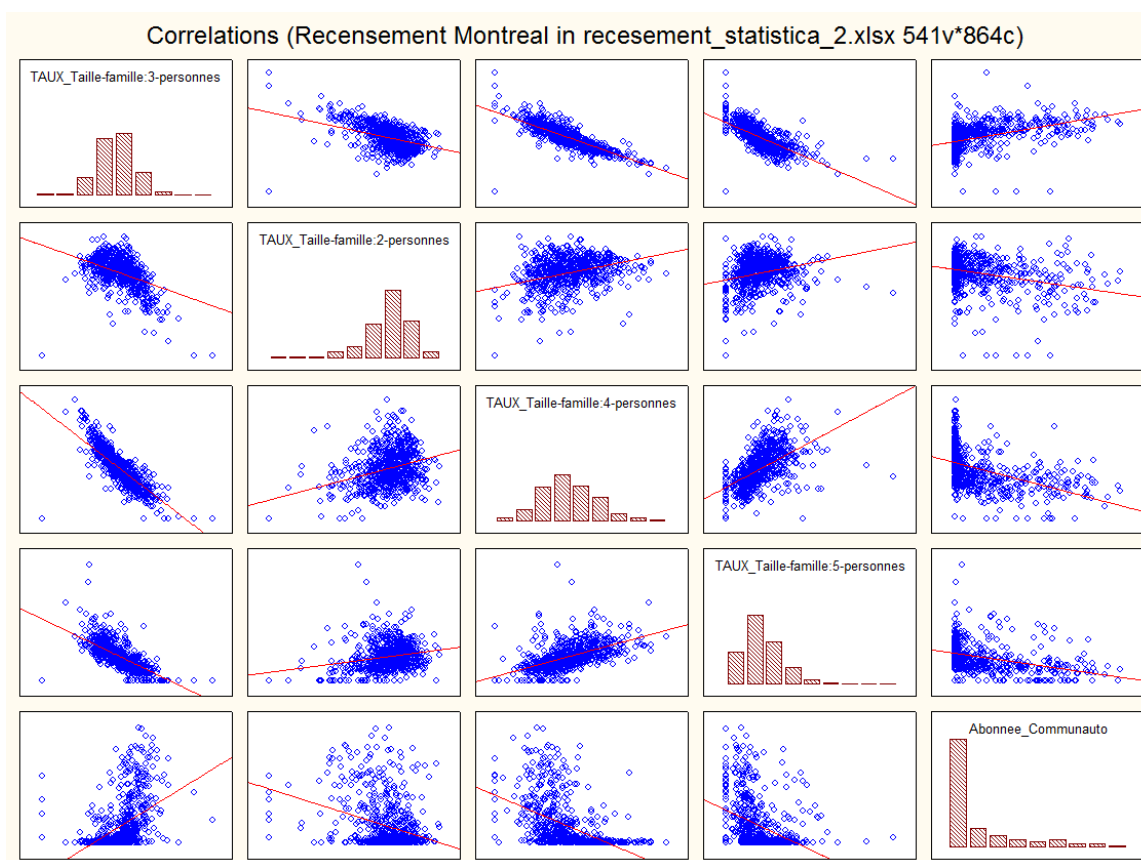 Correlations (Recensement Montreal in recesement_statistica_2.xlsx 541v*864c)
TAUX_Taille-famille:3-personnes
TAUX_Taille-famille:2-personnes
TAUX_Taille-famille:4-personnes
TAUX_Taille-famille:5-personnes
Abonnee_Communauto